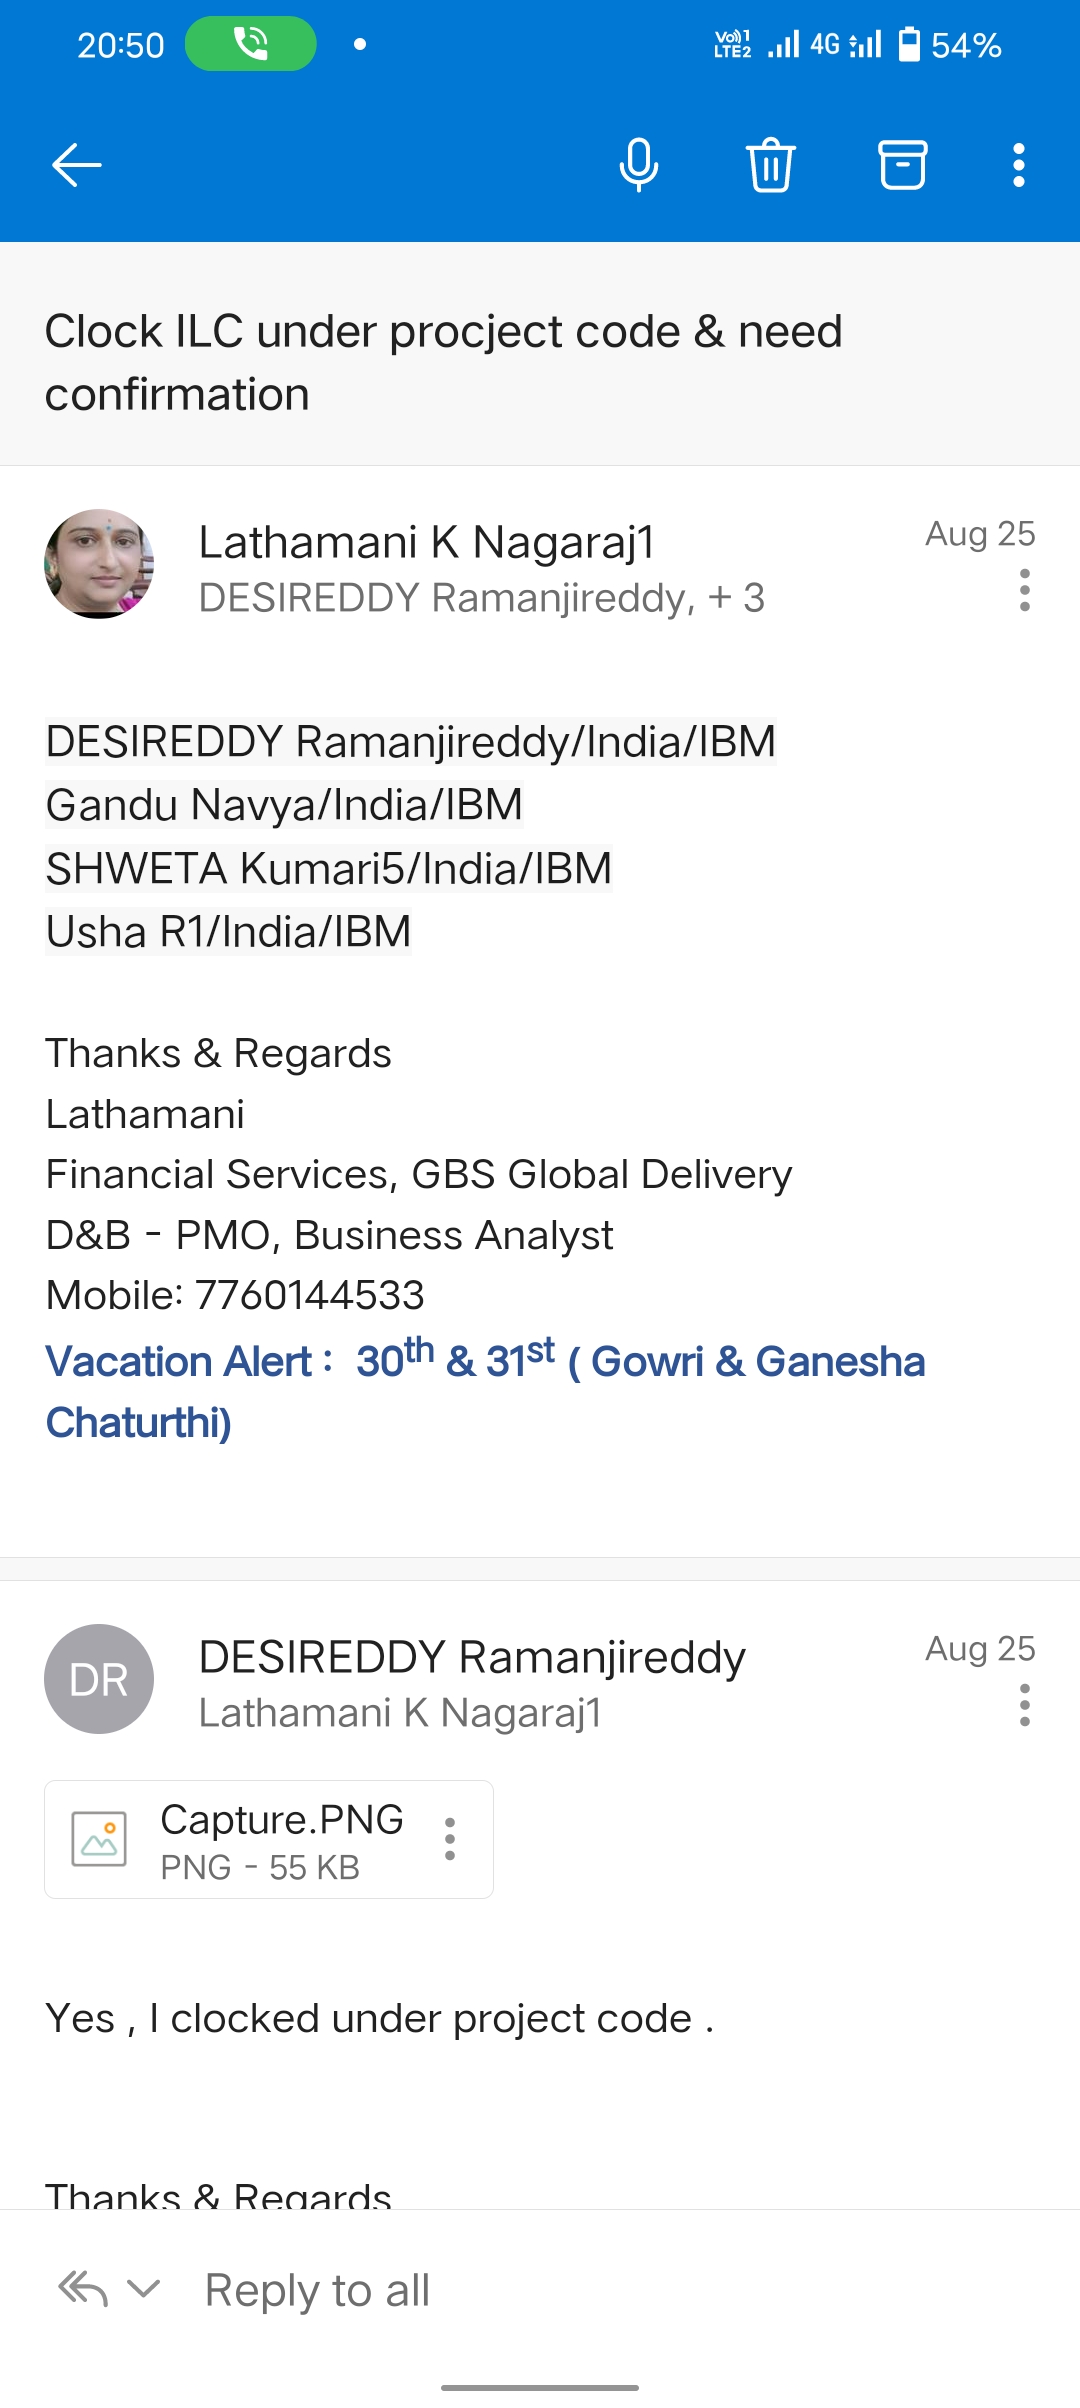 20:50
Vo)) 1
LTE2
4G
54%
Clock ILC under procject code & need
confirmation
Lathamani K Nagaraj1
Aug 25
DESIREDDY Ramanjireddy, + 3
DESIREDDY Ramanjireddy/India/IBM
Gandu Navya/India/IBM
SHWETA Kumari5/India/IBM
Usha R1/India/IBM
Thanks & Regards
Lathamani
Financial Services, GBS Global Delivery
D&B - PMO, Business Analyst
Mobile: 7760144533
Vacation Alert : 30th & 31st ( Gowri & Ganesha
Chaturthi)
DR
DESIREDDY Ramanjireddy
Aug 25
Lathamani K Nagaraj1
Capture.PNG
PNG - 55 KB
Yes , I clocked under project code .
Thanks & Regards
Reply to all